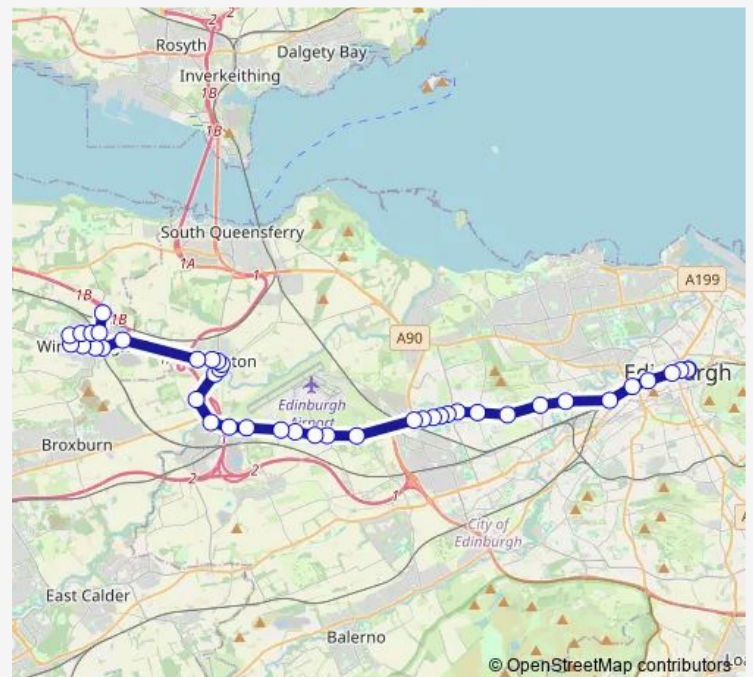 2
2
Rosyth
Dalgety Bay
Inverkeithing
1B
1B
South Queensferry
1A
1
A199
1B
1B
A90
Edinburgh
Airport
Broxburn
2
2
1
City of
Edinburgh
East Calder
Balerno
© OpenStreetMap contributors